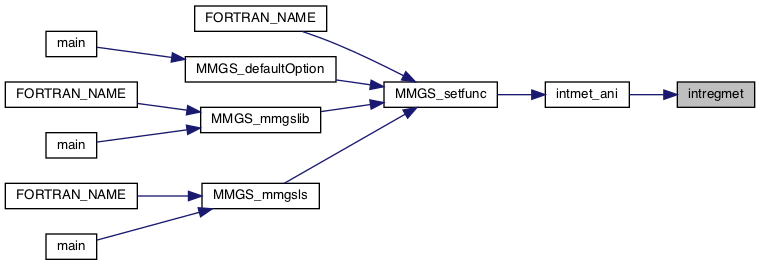 FORTRAN_NAME
main
MMGS_defaultOption
FORTRAN_NAME
MMGS_setfunc
intmet_ani
intregmet
MMGS_mmgslib
main
FORTRAN_NAME
MMGS_mmgsls
main